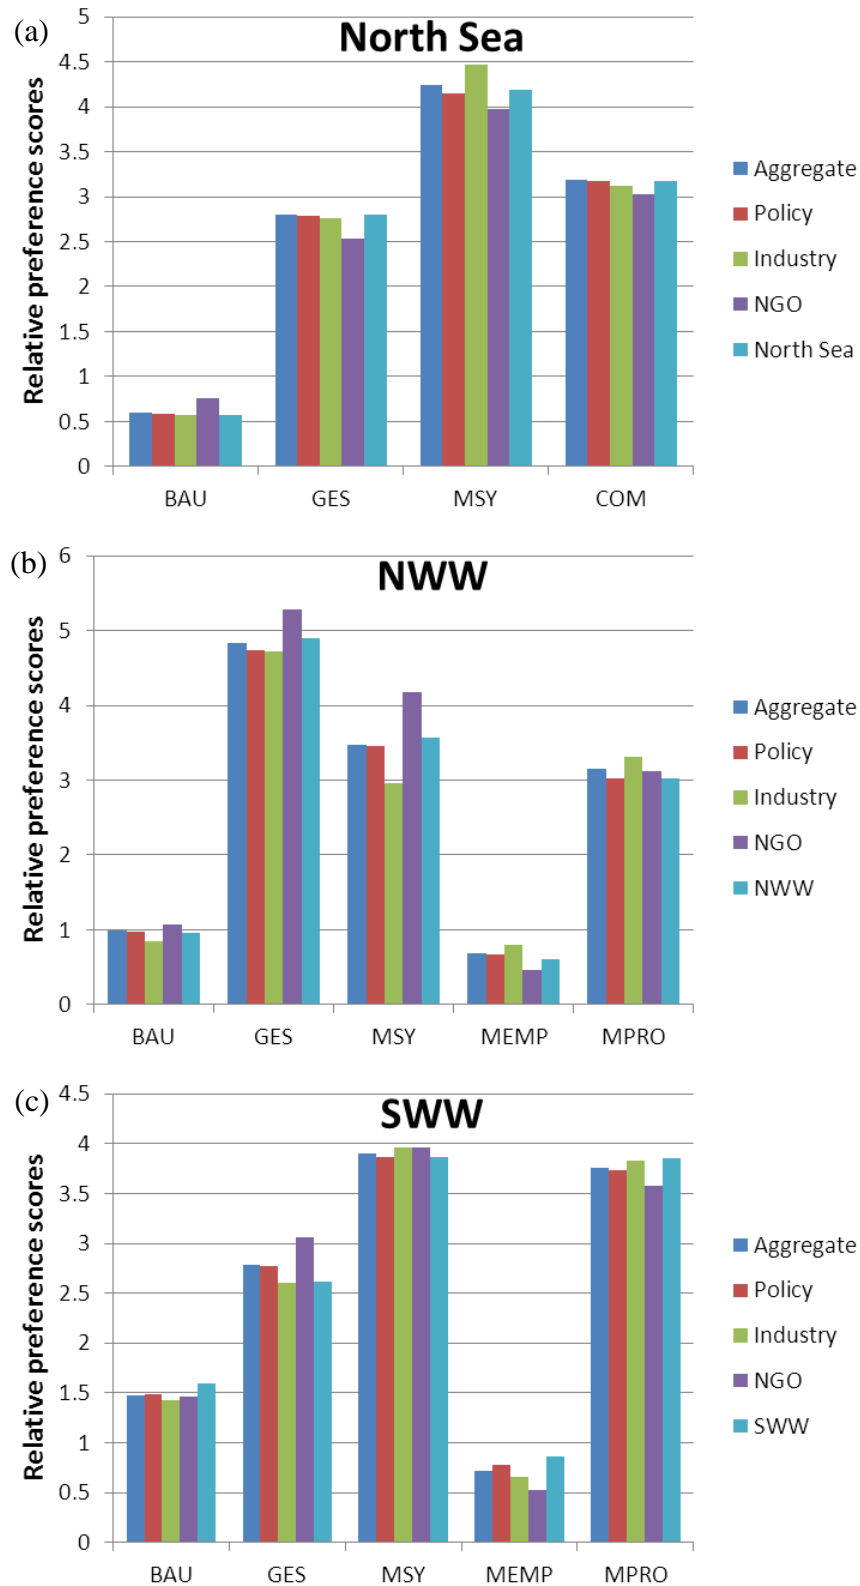 (a)
North Sea
Relative preference scores
5
4.5
4
3.5
3
2.5
2
1.5
1
0.5
0
BAU GES MSY COM
Aggregate
Policy
Industry
NGO
North Sea
(b)
NWW
Relative preference scores
6
5
4
3
2
1
0
BAU GES MSY MEMP MPRO
Aggregate
Policy
Industry
NGO
NWW
(c)
SWW
Relative preference scores
4.5
4
3.5
3
2.5
2
1.5
1
0.5
0
BAU GES MSY MEMP MPRO
Aggregate
Policy
Industry
NGO
SWW